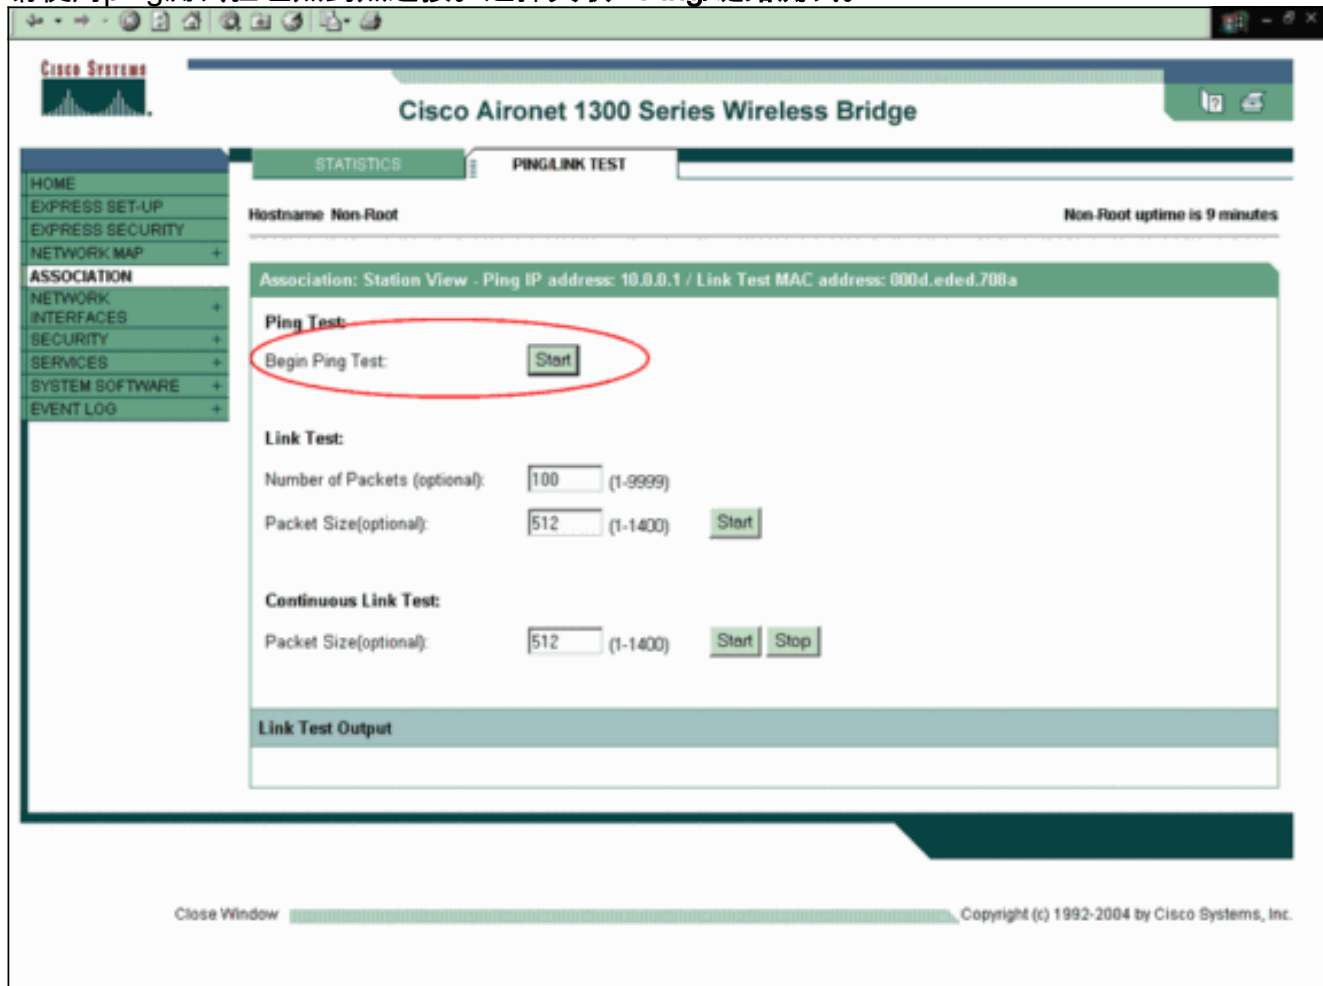 Cisco Systems
Cisco Aironet 1300 Series Wireless Bridge
STATISTICS
PING/LINK TEST
HOME
EXPRESS SET-UP
EXPRESS SECURITY
NETWORK MAP +
ASSOCIATION
NETWORK
INTERFACES +
SECURITY +
SERVICES +
SYSTEM SOFTWARE +
EVENT LOG +
Hostname Non-Root
Non-Root uptime is 9 minutes
Association: Station View - Ping IP address: 10.0.0.1 / Link Test MAC address: 000d.eded.708a
Ping Test:
Begin Ping Test: Start
Link Test:
Number of Packets (optional): 100 (1-9999)
Packet Size(optional): 512 (1-1400) Start
Continuous Link Test:
Packet Size(optional): 512 (1-1400) Start Stop
Link Test Output
Close Window
Copyright (c) 1992-2004 by Cisco Systems, Inc.